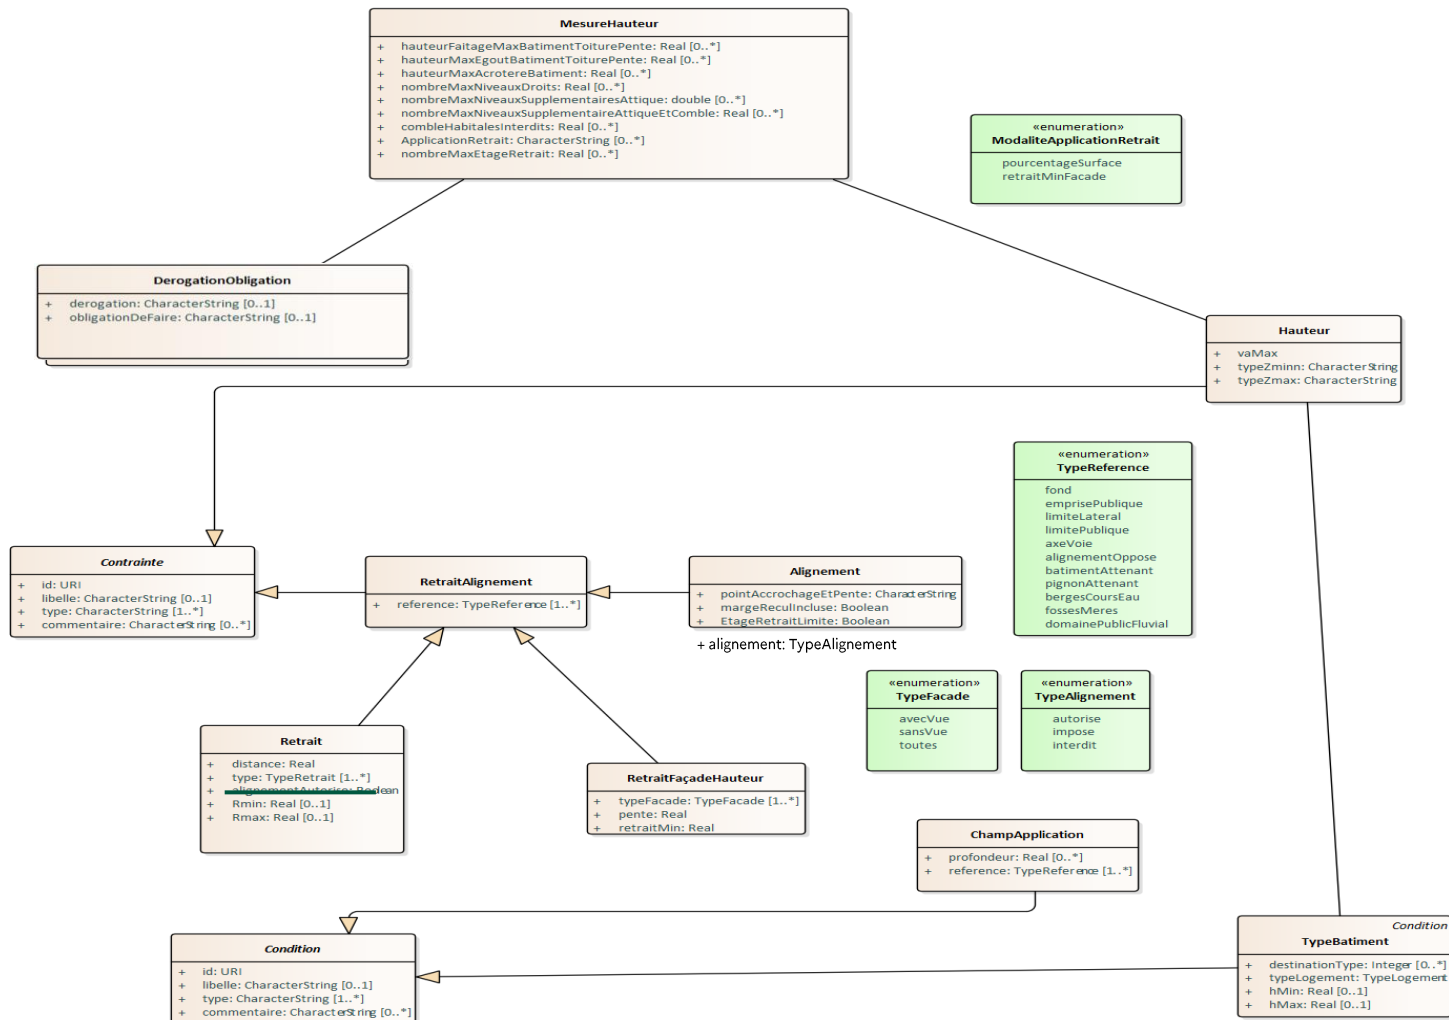 MesureHauteur
+ hauteurFaitageMaxBatimentToiturePente: Real [0..*]
+ hauteurMaxEgoutBatimentToiturePente: Real [0..*]
+ hauteurMaxAcrotereBatiment: Real [0..*]
+ nombreMaxNiveauxDroits: Real [0..*]
+ nombreMaxNiveauxSupplementairesAttique: double [0..*]
+ nombreMaxNiveauxSupplementaireAttiqueEtComble: Real [0..*]
+ combleHabitalesInterdits: Real [0..*]
+ ApplicationRetrait: CharacterString [0..*]
+ nombreMaxEtageRetrait: Real [0..*]
«enumeration»
ModaliteApplicationRetrait
pourcentageSurface
retraitMinFacade
DerogationObligation
+ derogation: CharacterString [0..1]
+ obligationDeFaire: CharacterString [0..1]
Hauteur
+ vaMax
+ typeZminn: CharacterString
+ typeZmax: CharacterString
«enumeration»
TypeReference
fond
emprisePublique
limiteLateral
limitePublique
axeVoie
alignementOppose
batimentAttenant
pignonAttenant
bergesCoursEau
fossesMeres
domainePublicFluvial
Contrainte
+ id: URI
+ libelle: CharacterString [0..1]
+ type: CharacterString [1..*]
+ commentaire: CharacterString [0..*]
RetraitAlignement
+ reference: TypeReference [1..*]
Alignement
+ pointAccrochageEtPente: CharacterString
+ margeReculIncluse: Boolean
+ EtageRetraitLimite: Boolean
+ alignement: TypeAlignement
«enumeration»
TypeFacade
avecVue
sansVue
toutes
«enumeration»
TypeAlignement
autorise
impose
interdit
Retrait
+ distance: Real
+ type: TypeRetrait [1..*]
+ alignementAutorise: Boolean
+ Rmin: Real [0..1]
+ Rmax: Real [0..1]
RetraitFaçadeHauteur
+ typeFacade: TypeFacade [1..*]
+ pente: Real
+ retraitMin: Real
ChampApplication
+ profondeur: Real [0..*]
+ reference: TypeReference [1..*]
Condition
+ id: URI
+ libelle: CharacterString [0..1]
+ type: CharacterString [1..*]
+ commentaire: CharacterString [0..*]
Condition
TypeBatiment
+ destinationType: Integer [0..*]
+ typeLogement: TypeLogement
+ hMin: Real [0..1]
+ hMax: Real [0..1]